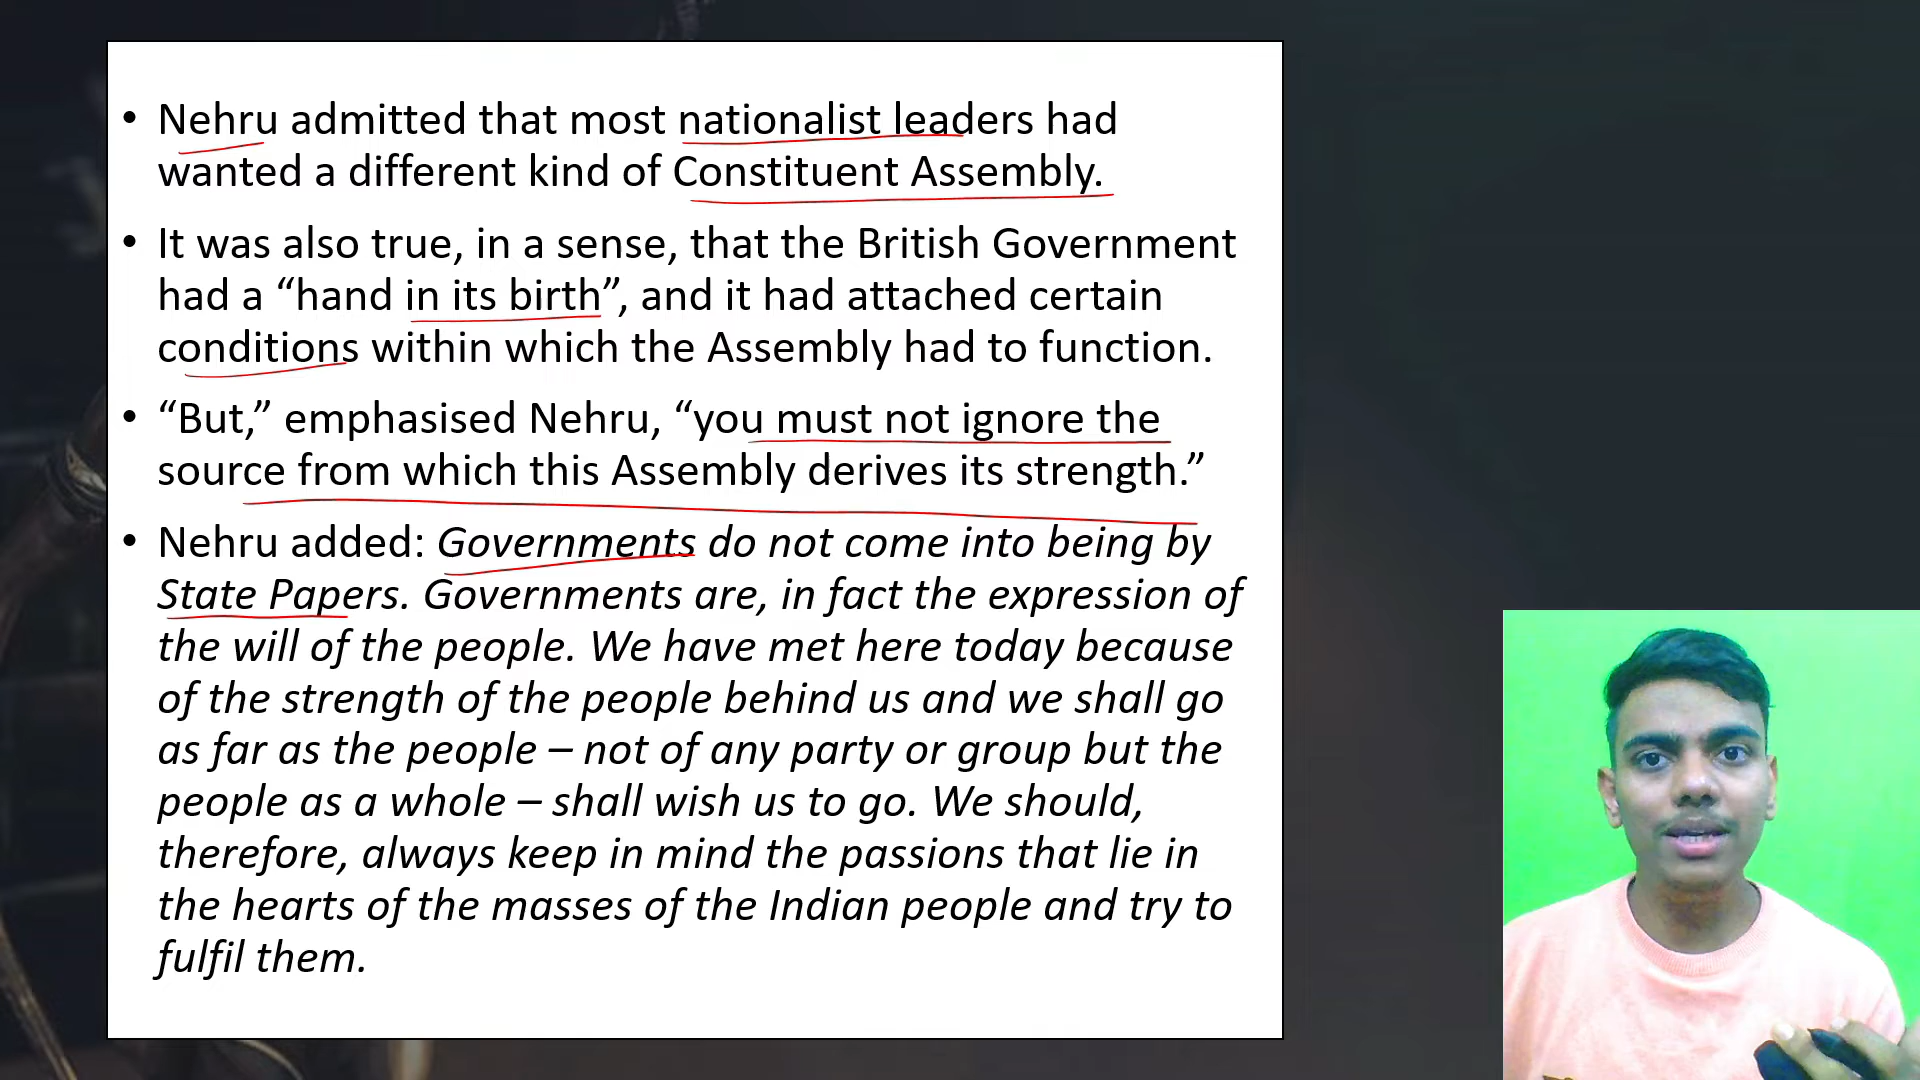 • Nehru admitted that most nationalist leaders had
wanted a different kind of Constituent Assembly.
• It was also true, in a sense, that the British Government
had a “hand in its birth”, and it had attached certain
conditions within which the Assembly had to function.
• “But,” emphasised Nehru, “you must not ignore the
source from which this Assembly derives its strength.”
• Nehru added: Governments do not come into being by
State Papers. Governments are, in fact the expression of
the will of the people. We have met here today because
of the strength of the people behind us and we shall go
as far as the people – not of any party or group but the
people as a whole – shall wish us to go. We should,
therefore, always keep in mind the passions that lie in
the hearts of the masses of the Indian people and try to
fulfil them.